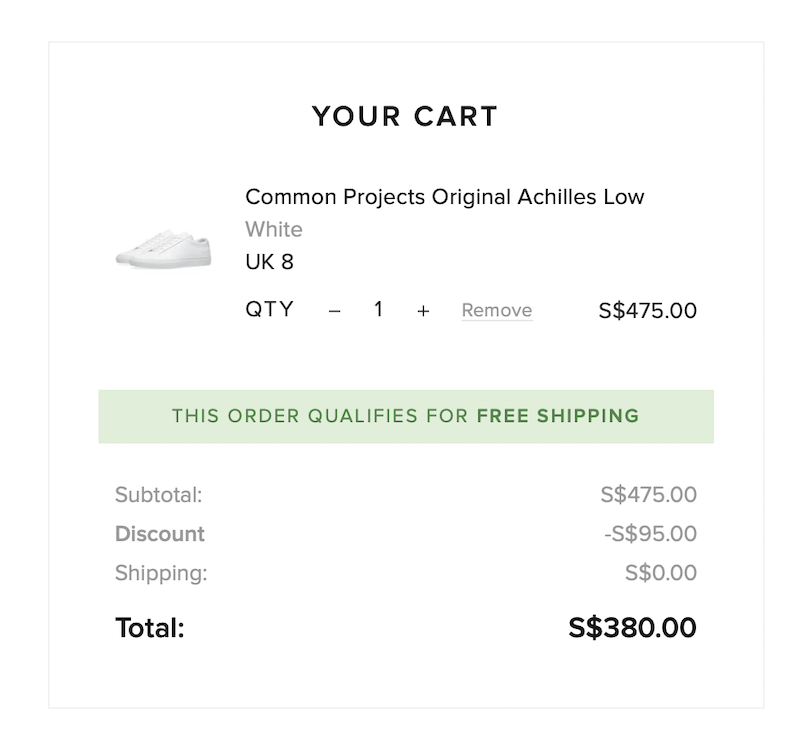 YOUR CART
Common Projects Original Achilles Low
White
UK 8
QTY – 1 + Remove S$475.00
THIS ORDER QUALIFIES FOR FREE SHIPPING
Subtotal: S$475.00
Discount -S$95.00
Shipping: S$0.00
Total: S$380.00